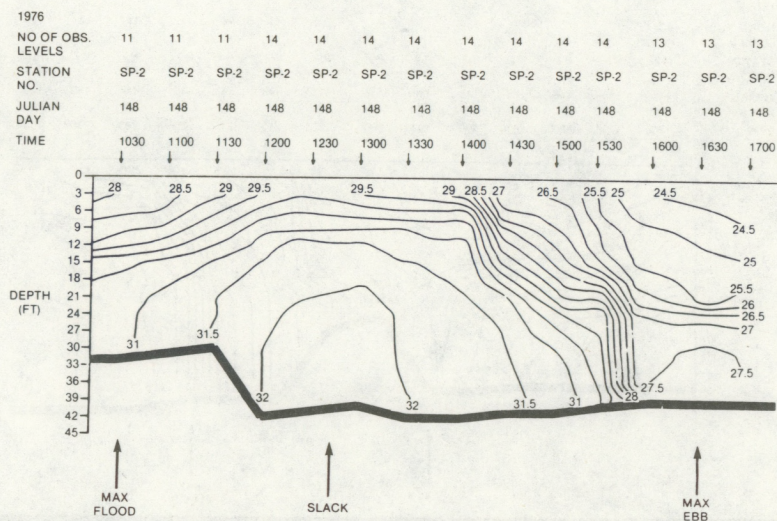 1976
NO OF OBS. LEVELS 11 11 11 14 14 14 14 14 14 14 14 13 13 13
STATION NO. SP-2 SP-2 SP-2 SP-2 SP-2 SP-2 SP-2 SP-2 SP-2 SP-2 SP-2 SP-2 SP-2 SP-2
JULIAN DAY 148 148 148 148 148 148 148 148 148 148 148 148 148 148
TIME 1030 1100 1130 1200 1230 1300 1330 1400 1430 1500 1530 1600 1630 1700
0
28 28.5 29 29.5 29.5 29 28.5 27 26.5 25.5 25 24.5
3
6
9
24.5
12
15
25
18
DEPTH (FT)
21
25.5
24
26
26.5
27
27
30
31 31.5
33
36
27.5 27.5
39
32 32 31.5 31 28
42
45
MAX FLOOD
SLACK
MAX EBB